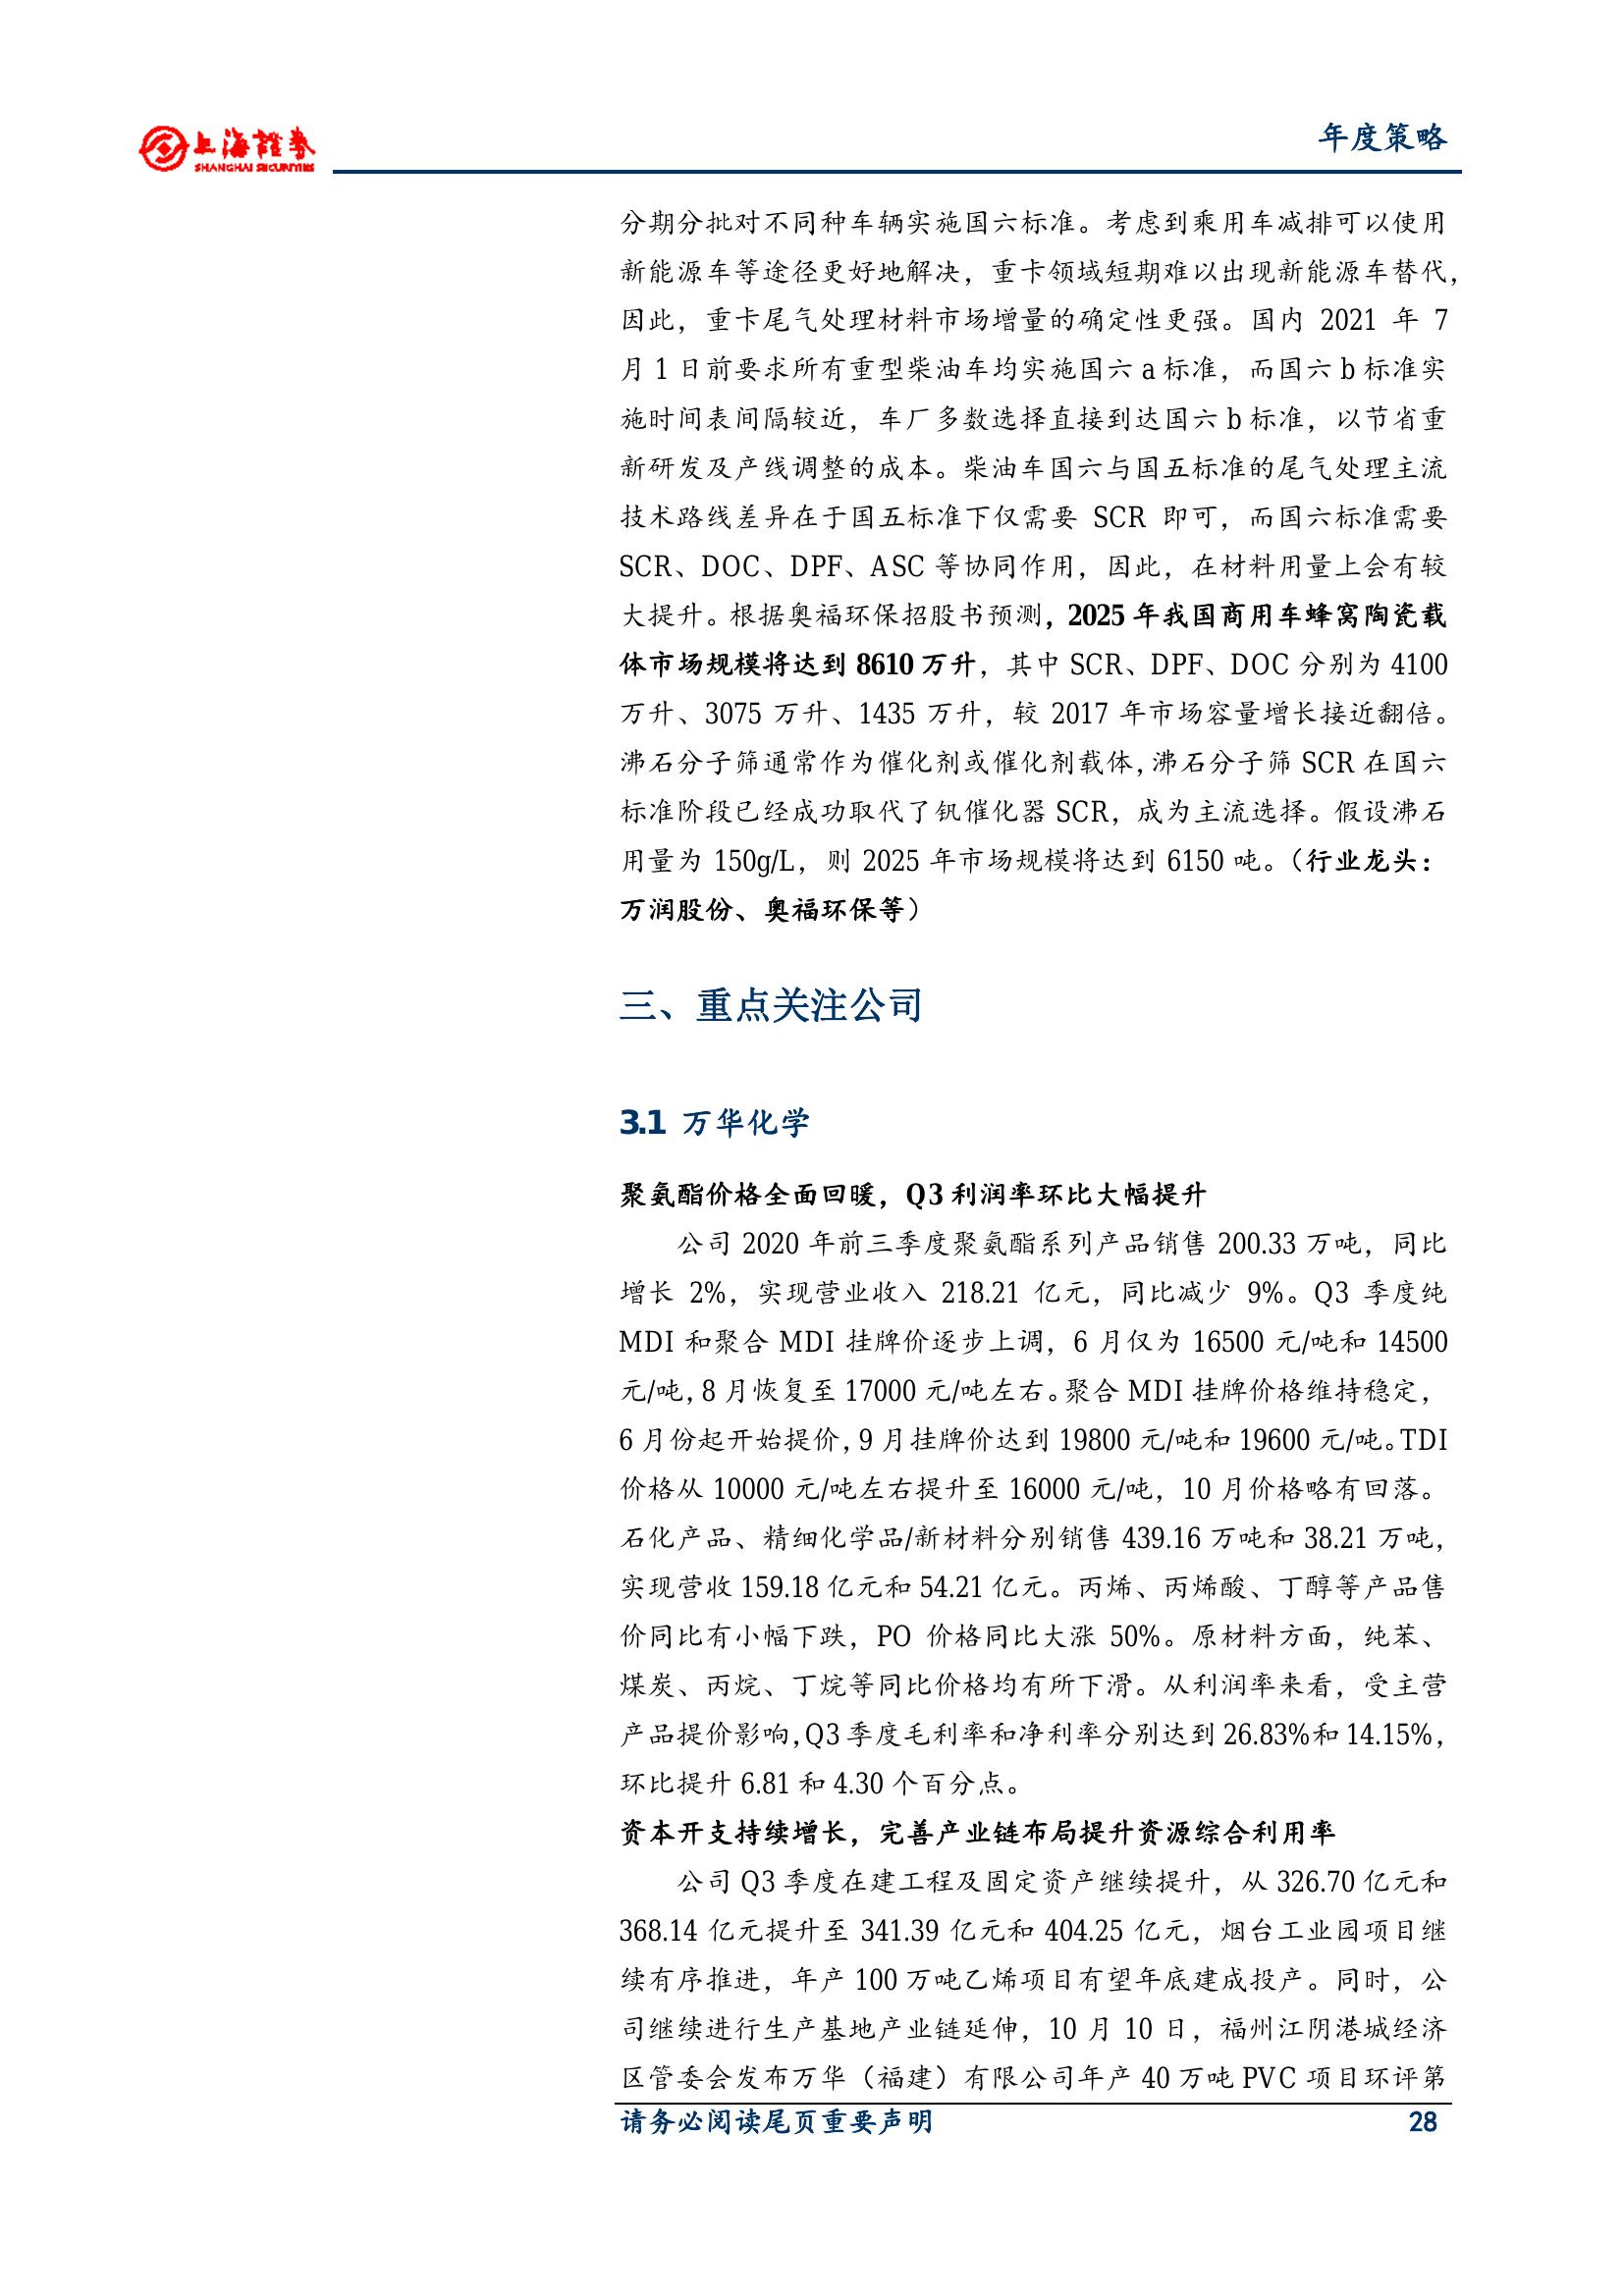 上海證券
SHANGHAI SECURITIES
年度策略
分期分批对不同种车辆实施国六标准。考虑到乘用车减排可以使用
新能源车等途径更好地解决，重卡领域短期难以出现新能源车替代，
因此，重卡尾气处理材料市场增量的确定性更强。国内 2021 年 7
月 1 日前要求所有重型柴油车均实施国六 a 标准，而国六 b 标准实
施时间表间隔较近，车厂多数选择直接到达国六 b 标准，以节省重
新研发及产线调整的成本。柴油车国六与国五标准的尾气处理主流
技术路线差异在于国五标准下仅需要 SCR 即可，而国六标准需要
SCR、DOC、DPF、ASC 等协同作用，因此，在材料用量上会有较
大提升。根据奥福环保招股书预测，2025 年我国商用车蜂窝陶瓷载
体市场规模将达到 8610 万升，其中 SCR、DPF、DOC 分别为 4100
万升、3075 万升、1435 万升，较 2017 年市场容量增长接近翻倍。
沸石分子筛通常作为催化剂或催化剂载体，沸石分子筛 SCR 在国六
标准阶段已经成功取代了钒催化器 SCR，成为主流选择。假设沸石
用量为 150g/L，则 2025 年市场规模将达到 6150 吨。（行业龙头：
万润股份、奥福环保等）
三、重点关注公司
3.1 万华化学
聚氨酯价格全面回暖，Q3 利润率环比大幅提升
公司 2020 年前三季度聚氨酯系列产品销售 200.33 万吨，同比
增长 2%，实现营业收入 218.21 亿元，同比减少 9%。Q3 季度纯
MDI 和聚合 MDI 挂牌价逐步上调，6 月仅为 16500 元/吨和 14500
元/吨，8 月恢复至 17000 元/吨左右。聚合 MDI 挂牌价格维持稳定，
6 月份起开始提价，9 月挂牌价达到 19800 元/吨和 19600 元/吨。TDI
价格从 10000 元/吨左右提升至 16000 元/吨，10 月价格略有回落。
石化产品、精细化学品/新材料分别销售 439.16 万吨和 38.21 万吨，
实现营收 159.18 亿元和 54.21 亿元。丙烯、丙烯酸、丁醇等产品售
价同比有小幅下跌，PO 价格同比大涨 50%。原材料方面，纯苯、
煤炭、丙烷、丁烷等同比价格均有所下滑。从利润率来看，受主营
产品提价影响，Q3 季度毛利率和净利率分别达到 26.83%和 14.15%，
环比提升 6.81 和 4.30 个百分点。
资本开支持续增长，完善产业链布局提升资源综合利用率
公司 Q3 季度在建工程及固定资产继续提升，从 326.70 亿元和
368.14 亿元提升至 341.39 亿元和 404.25 亿元，烟台工业园项目继
续有序推进，年产 100 万吨乙烯项目有望年底建成投产。同时，公
司继续进行生产基地产业链延伸，10 月 10 日，福州江阴港城经济
区管委会发布万华（福建）有限公司年产 40 万吨 PVC 项目环评第
请务必阅读尾页重要声明
28